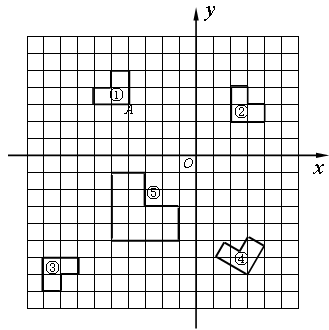 y
①
A
②
O
x
⑤
③
④